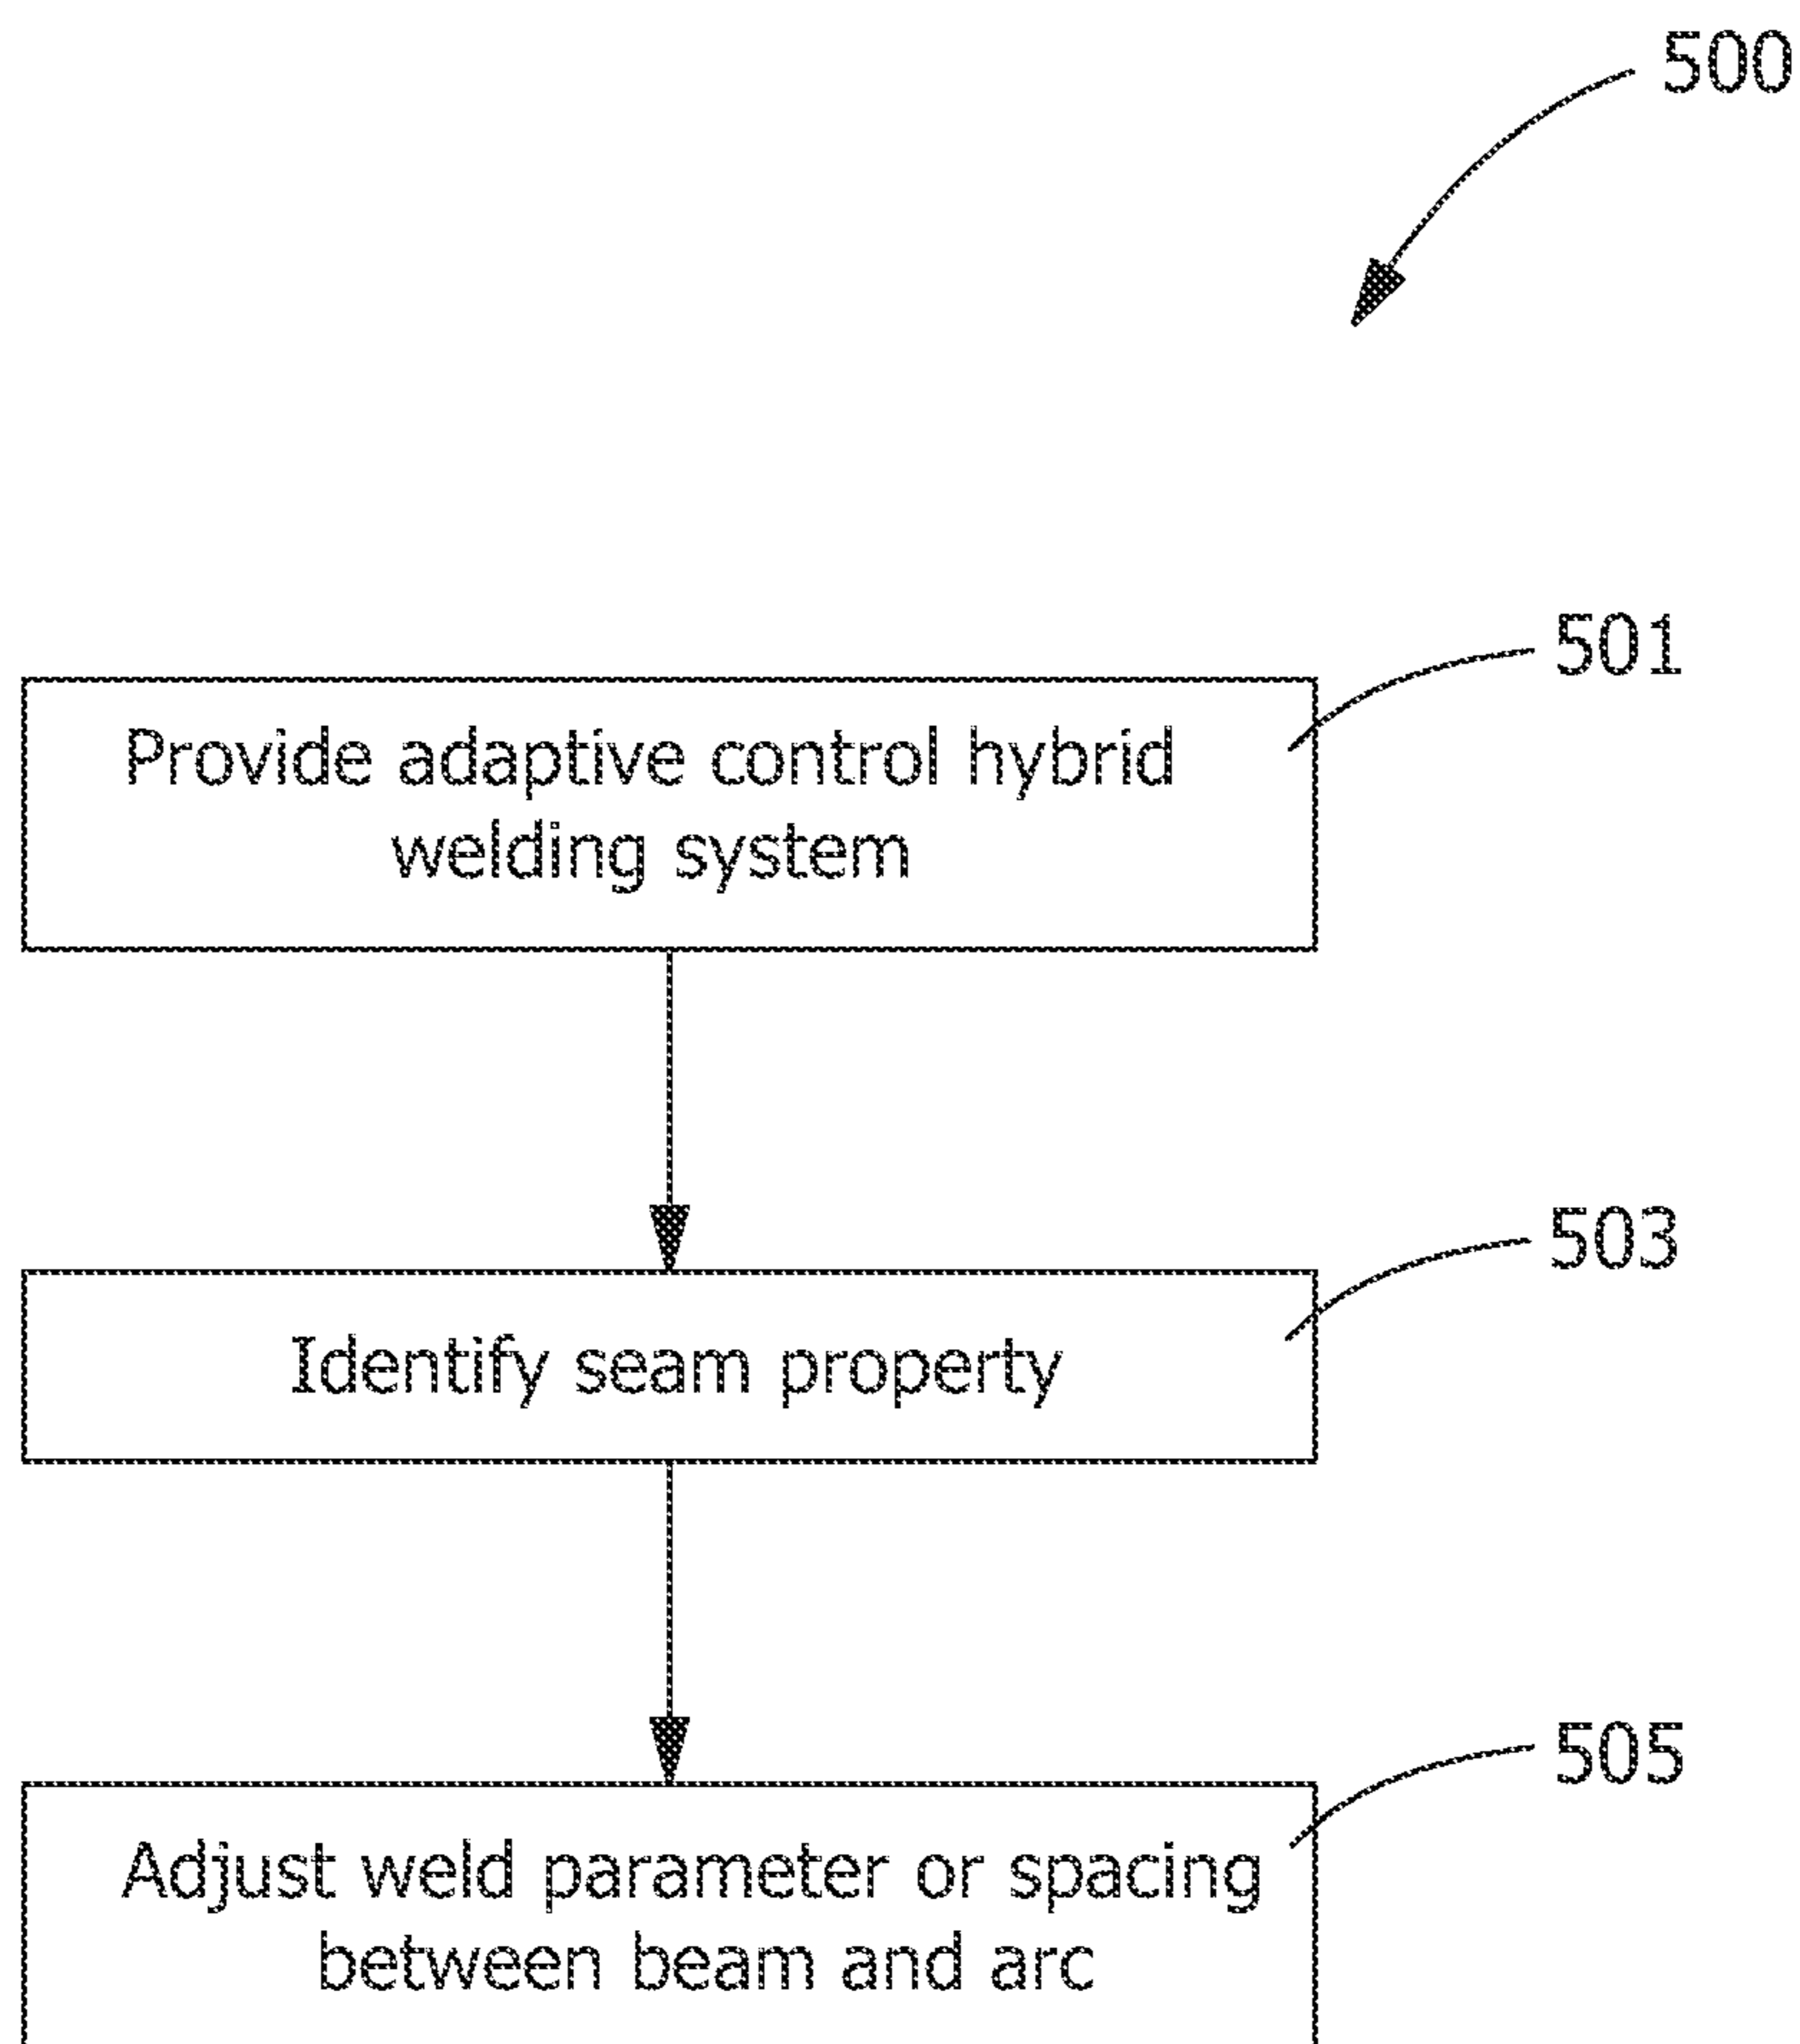 500
501
Provide adaptive control hybrid
welding system
503
Identify seam property
505
Adjust weld parameter or spacing
between beam and arc